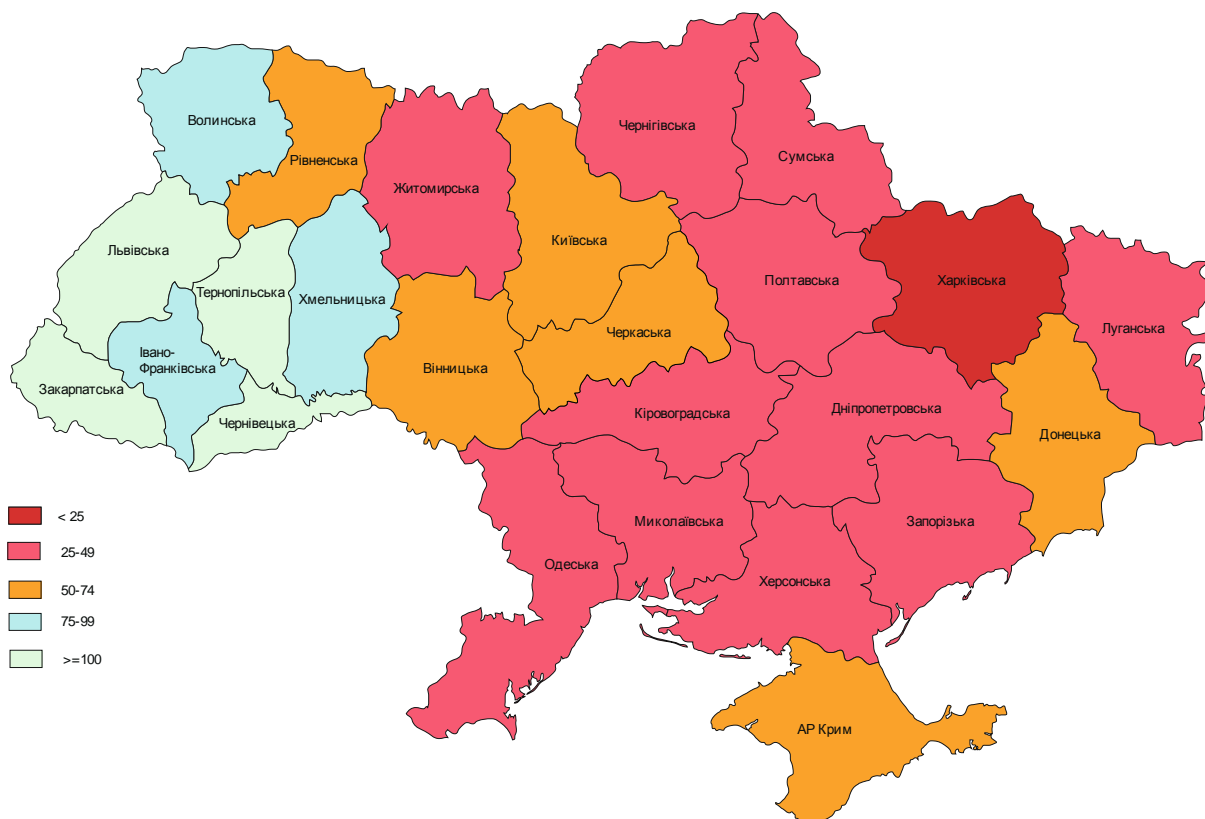 Волинська
Рівненська
Житомирська
Чернігівська
Сумська
Львівська
Тернопільська
Хмельницька
Київська
Полтавська
Харківська
Луганська
Івано-
Франківська
Закарпатська
Чернівецька
Вінницька
Черкаська
Кіровоградська
Дніпропетровська
Донецька
Миколаївська
Запорізька
Одеська
Херсонська
АР Крим
< 25
25-49
50-74
75-99
>=100